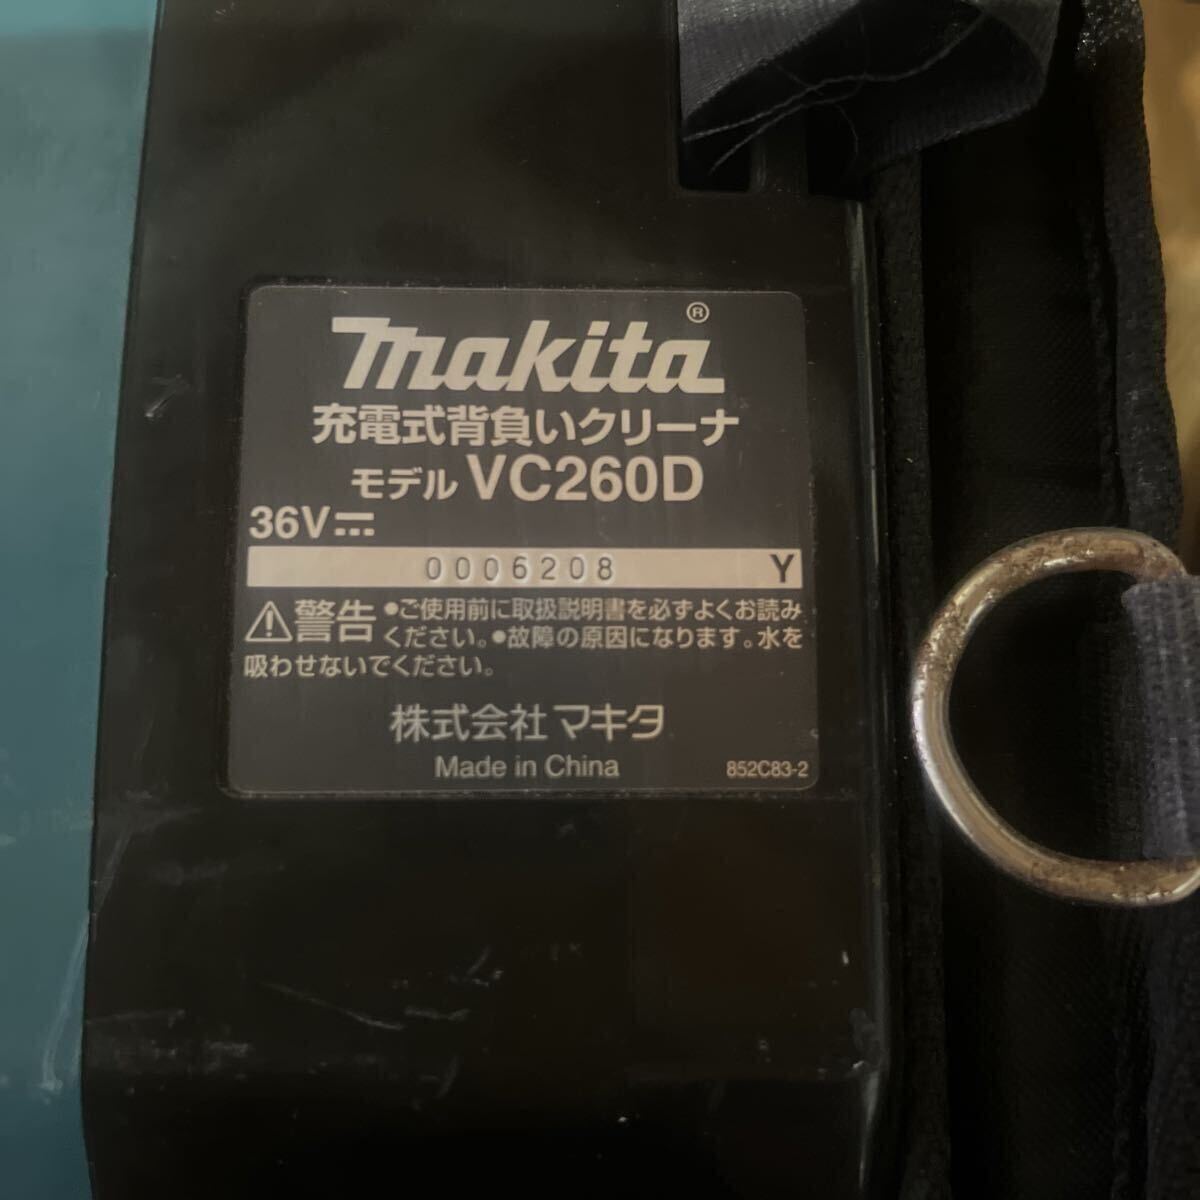 makita®
充電式背負いクリーナ
モデル VC260D
36V⎓
0006208 Y
⚠警告 •ご使用前に取扱説明書を必ずよくお読み
ください。•故障の原因になります。水を
吸わせないでください。
株式会社 マキタ
Made in China 852C83-2